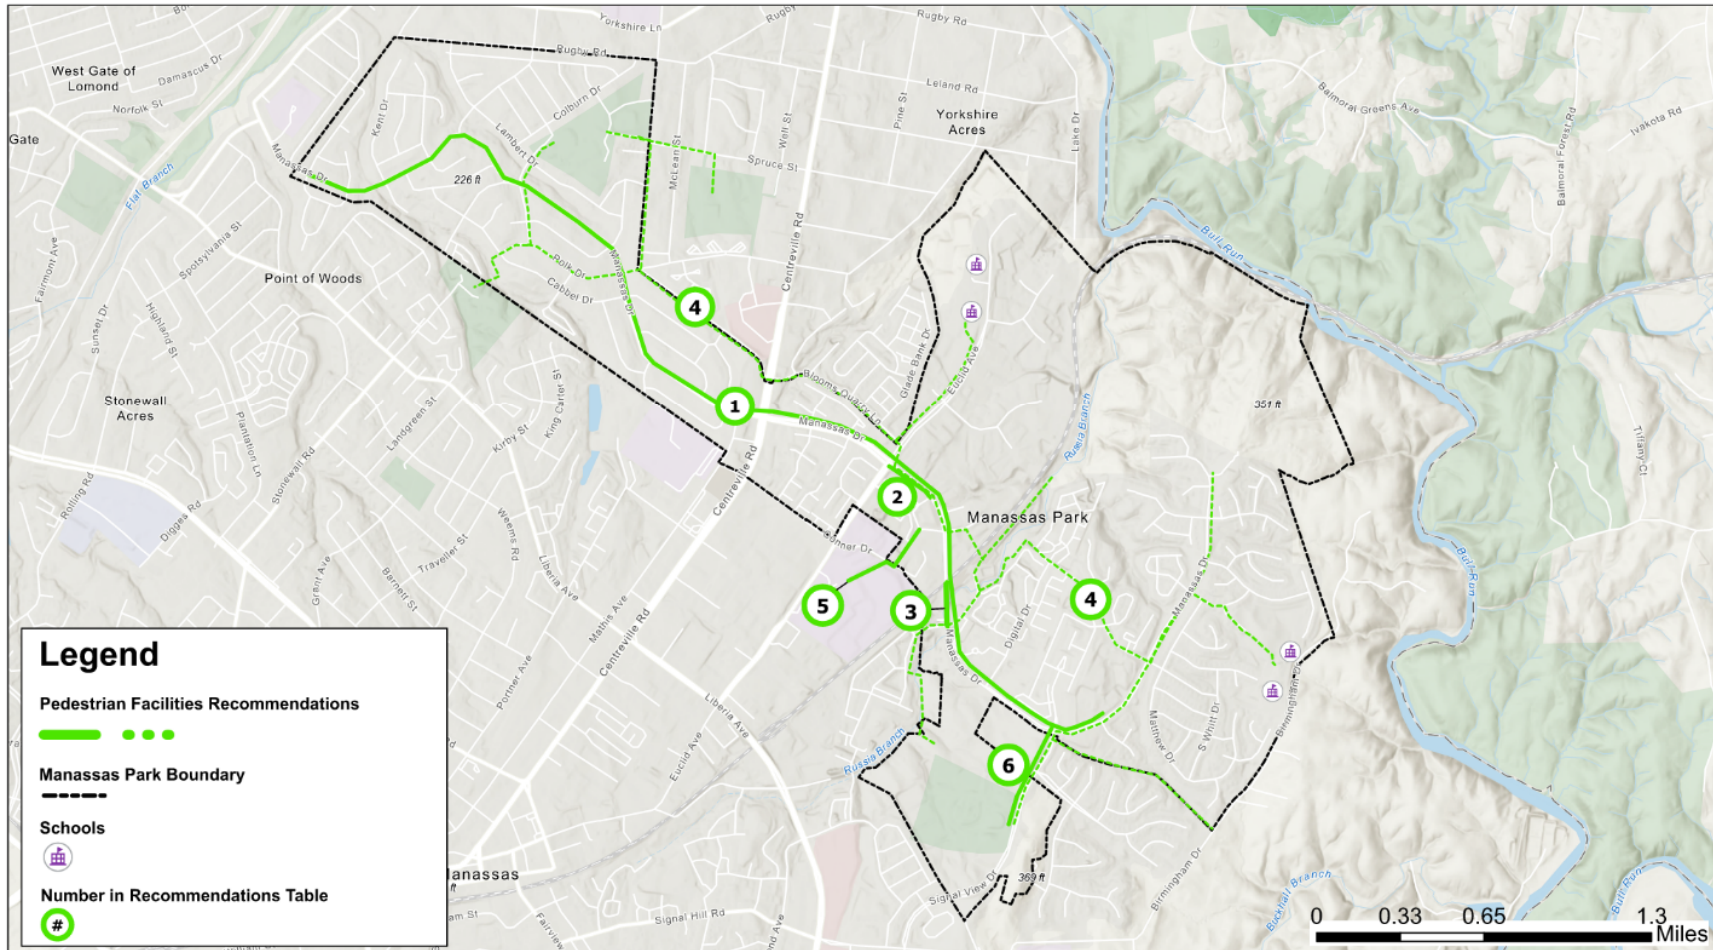 Yorkshire Ln
Rugby Rd
Rugby Rd
West Gate of
Lomond
Damascus Dr
Norfolk St
Gate
Kent Dr
Colburn Dr
Lambert Dr
Leland Rd
Pine St
Yorkshire
Acres
Lake Dr
Balmoral Greens Ave
Balmoral Forest Rd
Ivakota Rd
Well St
McLean St
Spruce St
Manassas Dr
Flat Branch
226 ft
Fairmont Ave
Spotsylvania St
Point of Woods
Polk Dr
Cabbel Dr
Manassas Dr
Centreville Rd
Bull Run
4
Sunset Dr
Highland St
Glade Bank Dr
Euclid Ave
Blooms Quarry Ln
Stonewall
Acres
Plantation Ln
Landgreen St
King Carter St
Kirby St
1
Manassas Dr
351 ft
Russia Branch
Tiffany Ct
Rolling Rd
Stonewall Rd
Digges Rd
Centreville Rd
2
Manassas Park
Weems Rd
Traveller St
Conner Dr
Grant Ave
Barnett St
Liberia Ave
Mathis Ave
5
3
4
Digital Dr
Manassas Dr
Bull Run
Centreville Rd
Manassas Dr
Portner Ave
Liberia Ave
Euclid Ave
Russia Branch
6
Matthew Dr
S Whitt Dr
Birmingham Dr
Legend
Pedestrian Facilities Recommendations
Manassas Park Boundary
Schools
Number in Recommendations Table
#
anassas
ft
am St
Fairview
Signal Hill Rd
Signal View Dr
369 ft
Birmingham Dr
Buckhall Branch
Bull Run
0 0.33 0.65 1.3
Miles